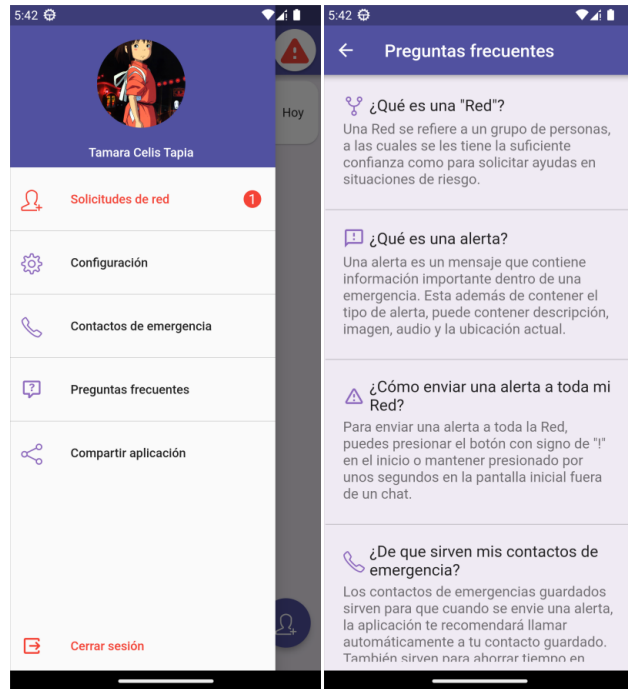 5:42
Tamara Celis Tapia
Hoy
Solicitudes de red
1
Configuración
Contactos de emergencia
Preguntas frecuentes
Compartir aplicación
Cerrar sesión
5:42
Preguntas frecuentes
¿Qué es una "Red"?
Una Red se refiere a un grupo de personas,
a las cuales se les tiene la suficiente
confianza como para solicitar ayudas en
situaciones de riesgo.
¿Qué es una alerta?
Una alerta es un mensaje que contiene
información importante dentro de una
emergencia. Esta además de contener el
tipo de alerta, puede contener descripción,
imagen, audio y la ubicación actual.
¿Cómo enviar una alerta a toda mi
Red?
Para enviar una alerta a toda la Red,
puedes presionar el botón con signo de "!"
en el inicio o mantener presionado por
unos segundos en la pantalla inicial fuera
de un chat.
¿De que sirven mis contactos de
emergencia?
Los contactos de emergencias guardados
sirven para que cuando se envie una alerta,
la aplicación te recomendará llamar
automáticamente a tu contacto guardado.
También sirven para ahorrar tiempo en